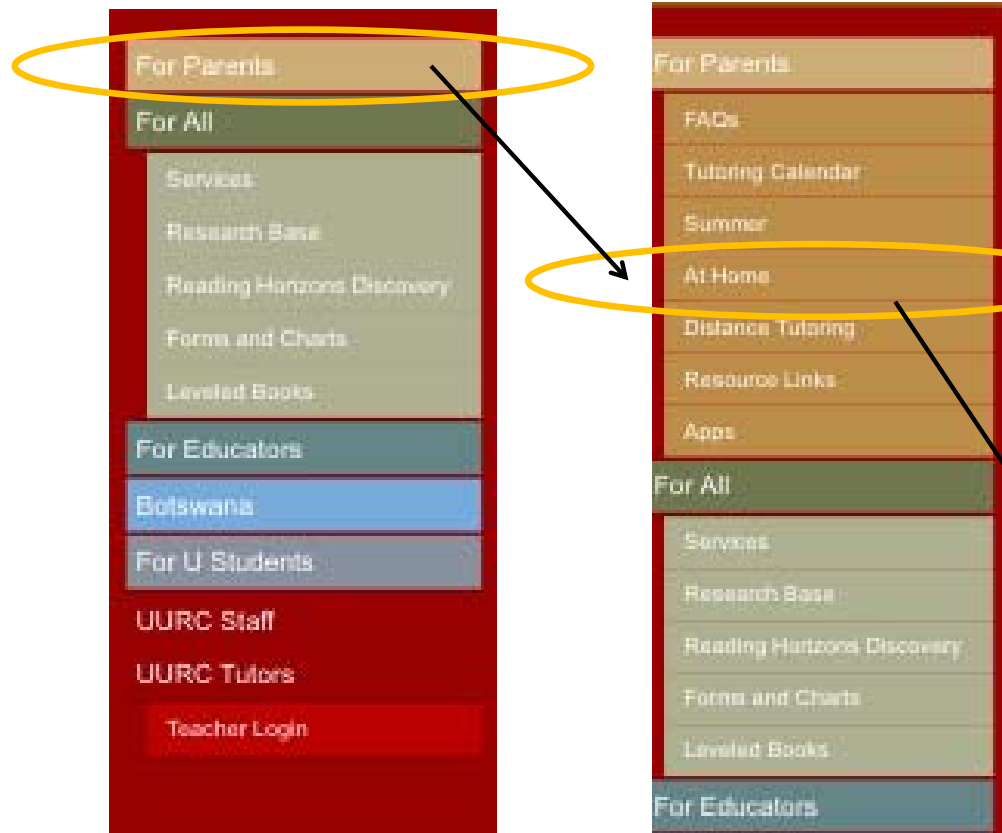 For Parents
For All
Services
Research Base
Reading Horizons Discovery
Forms and Charts
Leveled Books
For Educators
Botswana
For U Students
UURC Staff
UURC Tutors
Teacher Login
For Parents
FAQs
Tutoring Calendar
Summer
At Home
Distance Tutoring
Resource Links
Apps
For All
Services
Research Base
Reading Horizons Discovery
Forms and Charts
Leveled Books
For Educators